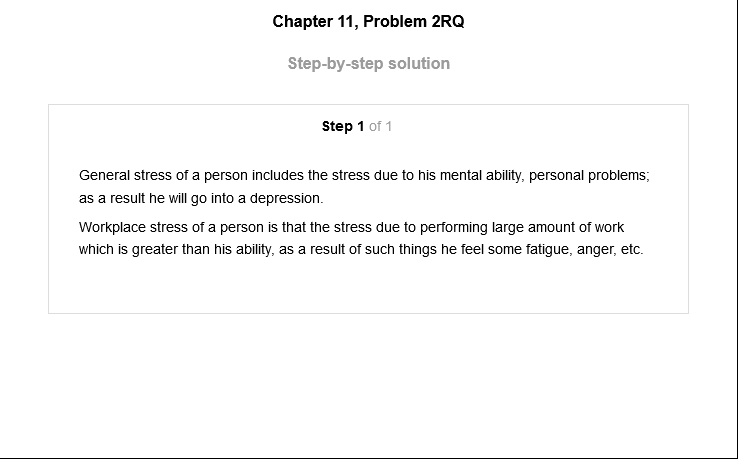 Chapter 11, Problem 2RQ
Step-by-step solution
Step 1 of 1
General stress of a person includes the stress due to his mental ability, personal problems;
as a result he will go into a depression.
Workplace stress of a person is that the stress due to performing large amount of work
which is greater than his ability, as a result of such things he feel some fatigue, anger, etc.